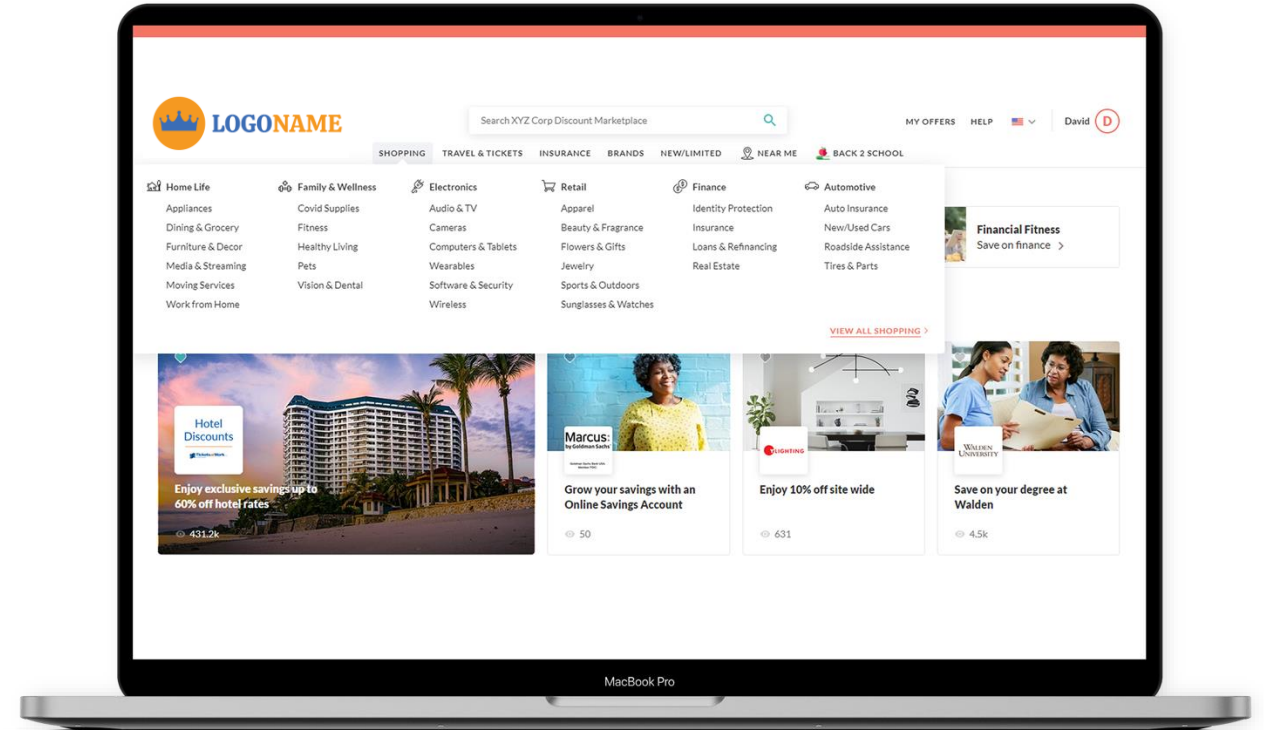 LOGONAME
Search XYZ Corp Discount Marketplace
MY OFFERS HELP David D
SHOPPING TRAVEL & TICKETS INSURANCE BRANDS NEW/LIMITED NEAR ME BACK 2 SCHOOL
Home Life
Appliances
Dining & Grocery
Furniture & Decor
Media & Streaming
Moving Services
Work from Home
Family & Wellness
Covid Supplies
Fitness
Healthy Living
Pets
Vision & Dental
Electronics
Audio & TV
Cameras
Computers & Tablets
Wearables
Software & Security
Wireless
Retail
Apparel
Beauty & Fragrance
Flowers & Gifts
Jewelry
Sports & Outdoors
Sunglasses & Watches
Finance
Identity Protection
Insurance
Loans & Refinancing
Real Estate
Automotive
Auto Insurance
New/Used Cars
Roadside Assistance
Tires & Parts
VIEW ALL SHOPPING >
Financial Fitness
Save on finance >
Hotel
Discounts
TicketsatWork
Enjoy exclusive savings up to
60% off hotel rates
431.2k
Marcus:
by Goldman Sachs
Grow your savings with an
Online Savings Account
50
LIGHTING
Enjoy 10% off site wide
631
WALDEN
UNIVERSITY
Save on your degree at
Walden
4.5k
MacBook Pro